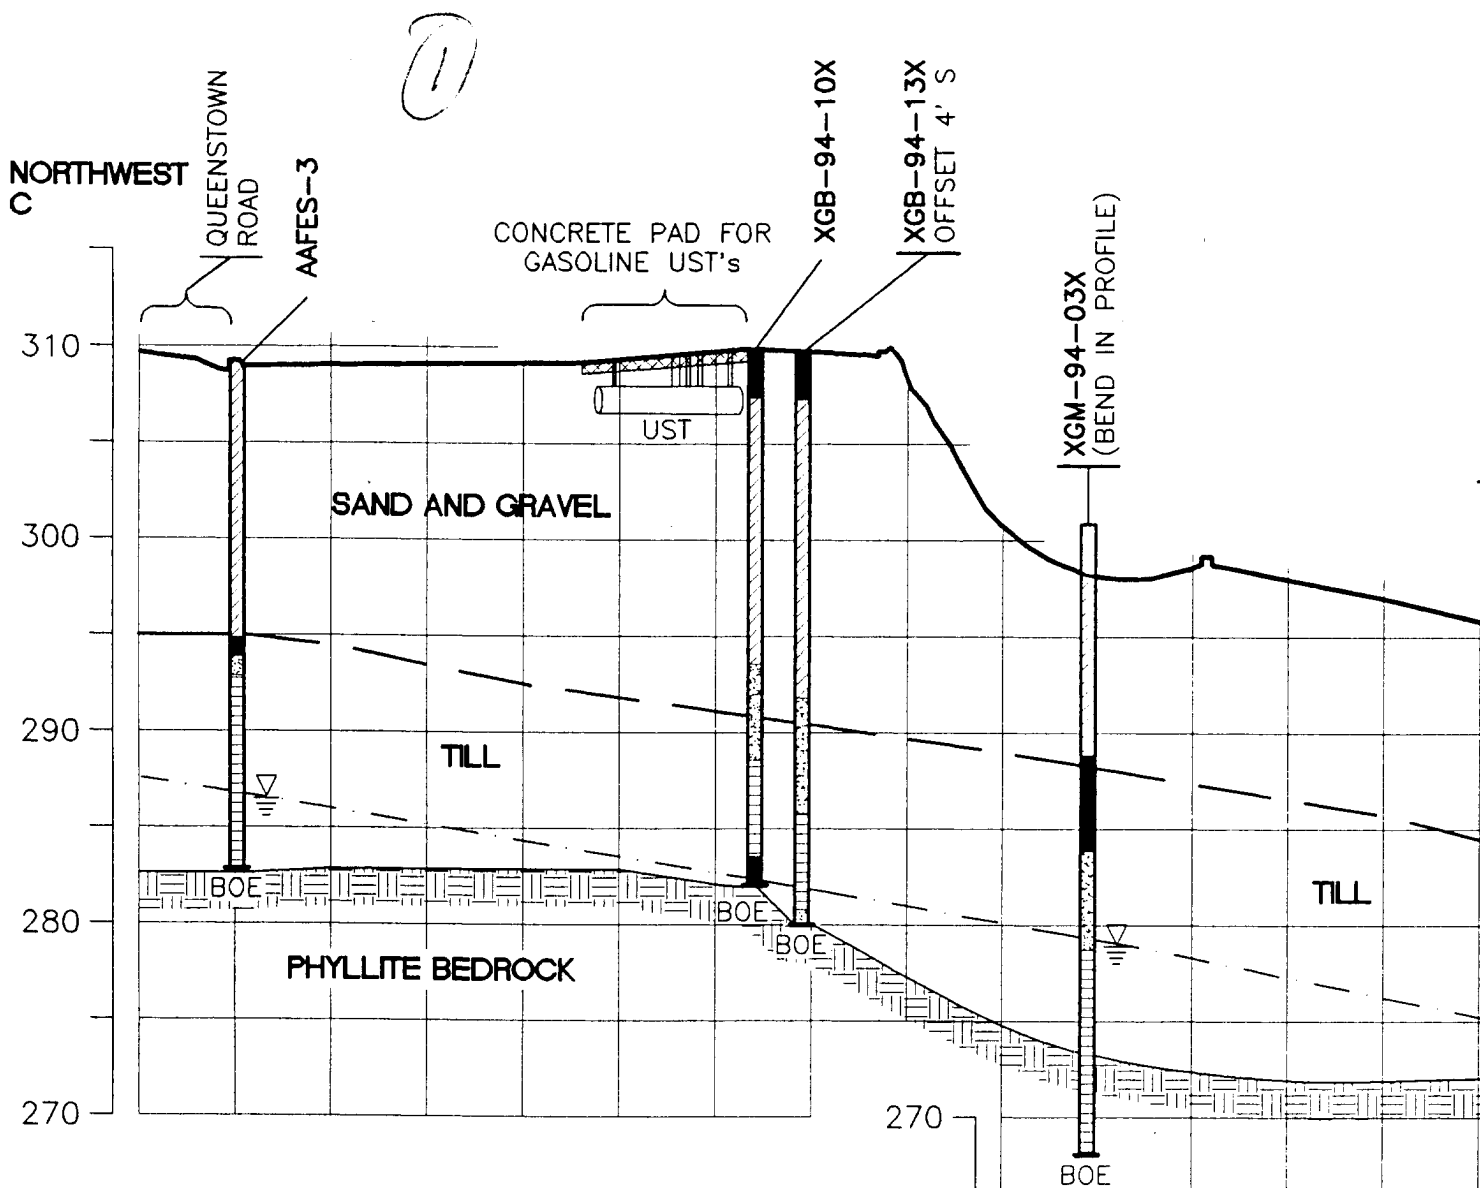 1
NORTHWEST
C
QUEENSTOWN
ROAD
AAFES-3
CONCRETE PAD FOR
GASOLINE UST's
XGB-94-10X
XGB-94-13X
OFFSET 4' S
XGM-94-03X
(BEND IN PROFILE)
310
UST
SAND AND GRAVEL
300
290
TILL
TILL
BOE
BOE
280
BOE
PHYLLITE BEDROCK
270
270
BOE